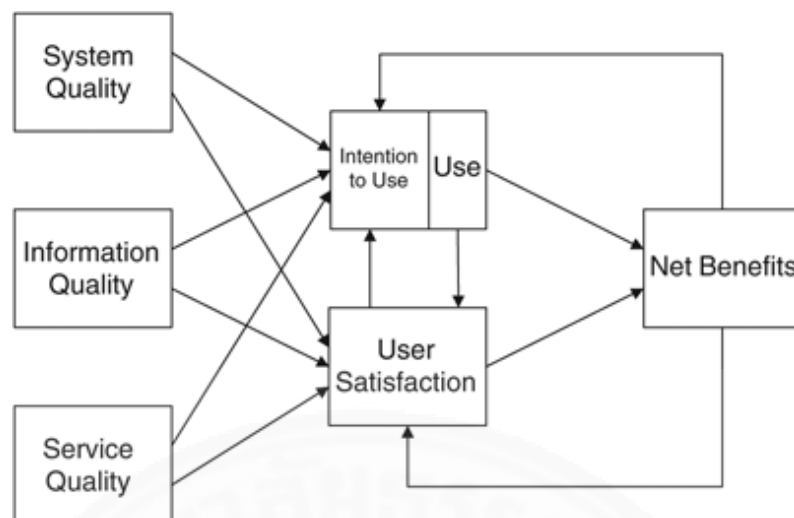 System
Quality
Intention
to Use
Use
Information
Quality
Net Benefits
User
Satisfaction
Service
Quality